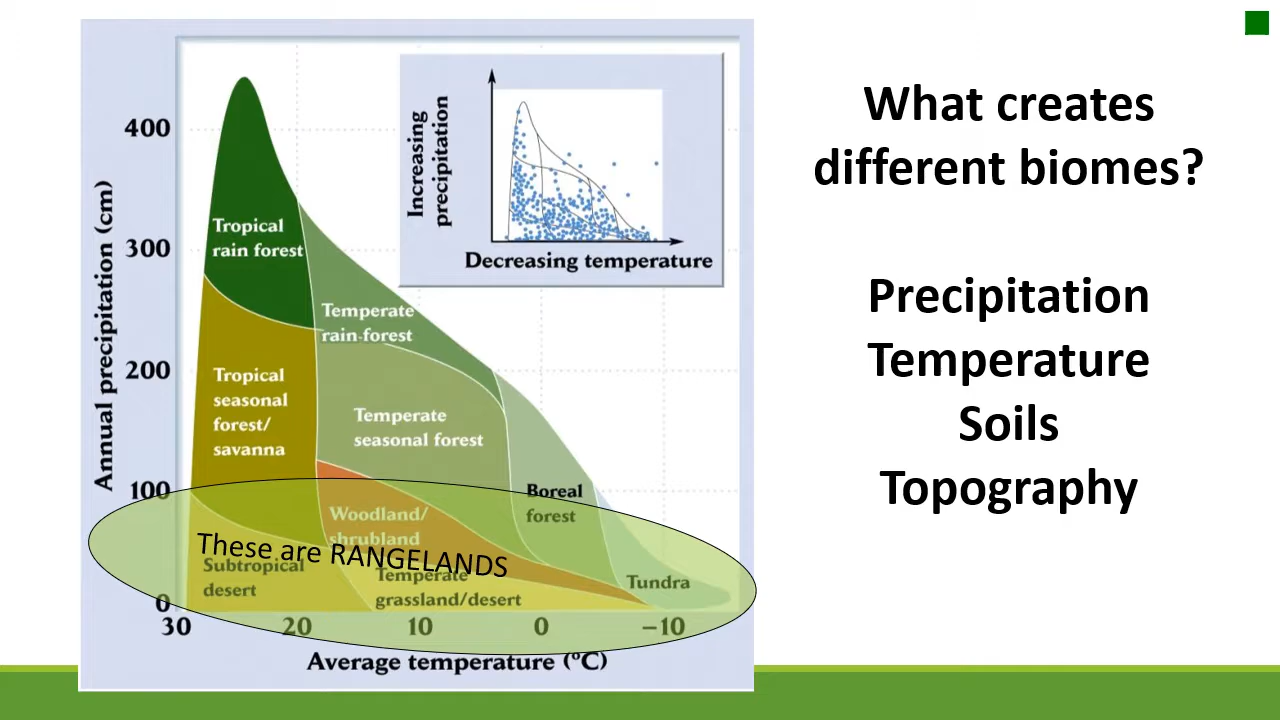 What creates
different biomes?
Precipitation
Temperature
Soils
Topography
Annual precipitation (cm)
400
300
200
100
0
30
20
10
0
−10
Average temperature (°C)
Tropical
rain forest
Temperate
rain-forest
Tropical
seasonal
forest/
savanna
Temperate
seasonal forest
Boreal
forest
Woodland/
shrubland
Subtropical
desert
Temperate
grassland/desert
Tundra
These are RANGELANDS
Increasing
precipitation
Decreasing temperature